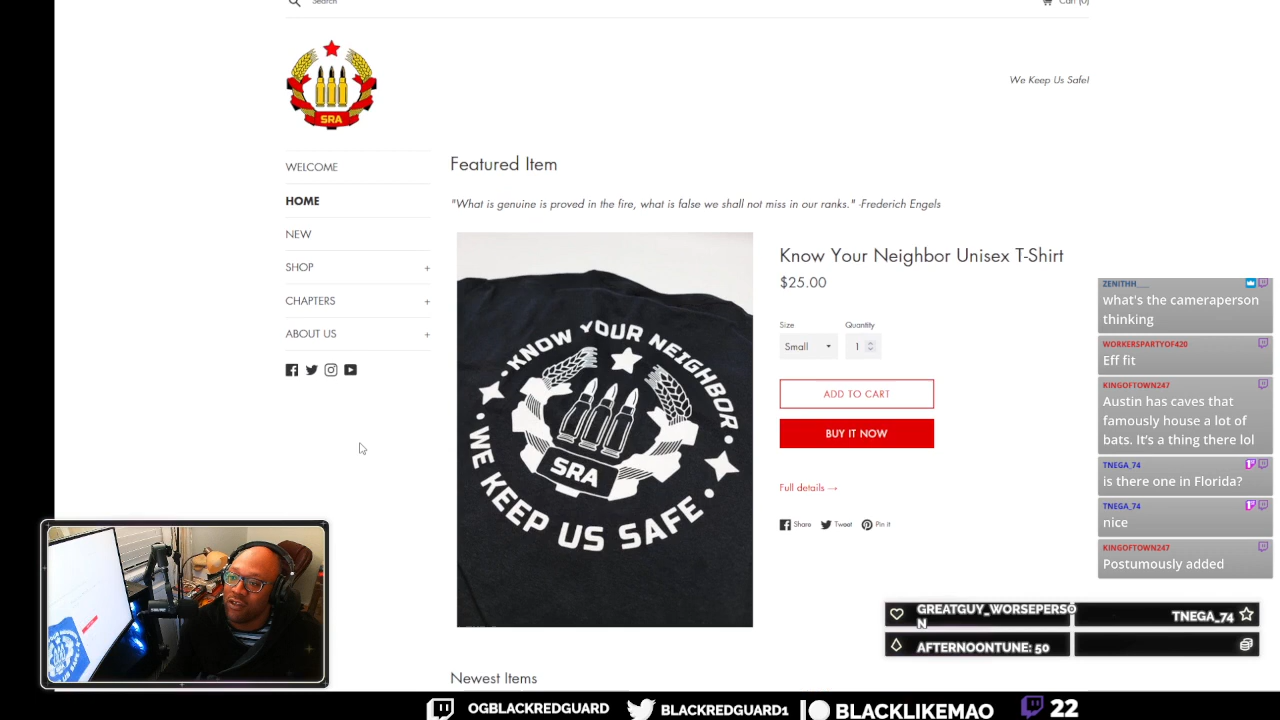 Search
Cart (0)
SRA
We Keep Us Safe!
WELCOME
HOME
NEW
SHOP +
CHAPTERS +
ABOUT US +
Featured Item
"What is genuine is proved in the fire, what is false we shall not miss in our ranks." -Frederich Engels
KNOW YOUR NEIGHBOR
SRA
WE KEEP US SAFE
Know Your Neighbor Unisex T-Shirt
$25.00
Size
Quantity
Small
1
ADD TO CART
BUY IT NOW
Full details →
Share
Tweet
Pin it
Newest Items
ZENITHH___
what's the cameraperson
thinking
WORKERSPARTYOF420
Eff fit
KINGOFTOWN247
Austin has caves that
famously house a lot of
bats. It's a thing there lol
TNEGA_74
is there one in Florida?
TNEGA_74
nice
KINGOFTOWN247
Postumously added
GREATGUY_WORSEPERSO
N
TNEGA_74
AFTERNOONTUNE: 50
OGBLACKREDGUARD
BLACKREDGUARD1
BLACKLIKEMAO
22